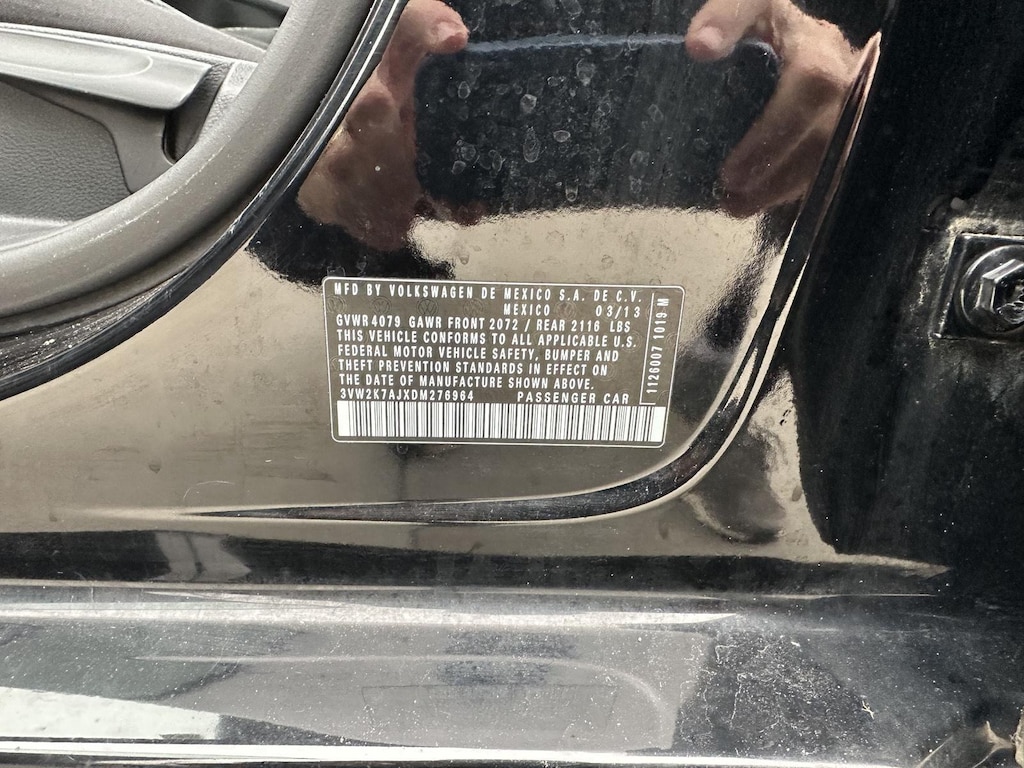 MFD BY VOLKSWAGEN DE MEXICO S.A. DE C.V.
MEXICO 03/13
GVWR 4079 GAWR FRONT 2072 / REAR 2116 LBS
THIS VEHICLE CONFORMS TO ALL APPLICABLE U.S.
FEDERAL MOTOR VEHICLE SAFETY, BUMPER AND
THEFT PREVENTION STANDARDS IN EFFECT ON
THE DATE OF MANUFACTURE SHOWN ABOVE.
3VW2K7AJXDM276964 PASSENGER CAR
1126007 1019 M